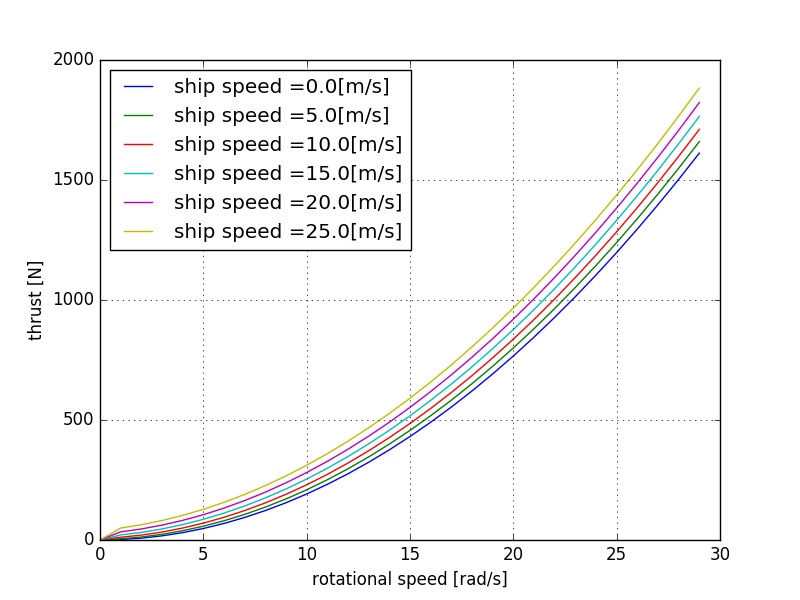 2000
1500
1000
500
0
thrust [N]
ship speed =0.0[m/s]
ship speed =5.0[m/s]
ship speed =10.0[m/s]
ship speed =15.0[m/s]
ship speed =20.0[m/s]
ship speed =25.0[m/s]
0 5 10 15 20 25 30
rotational speed [rad/s]